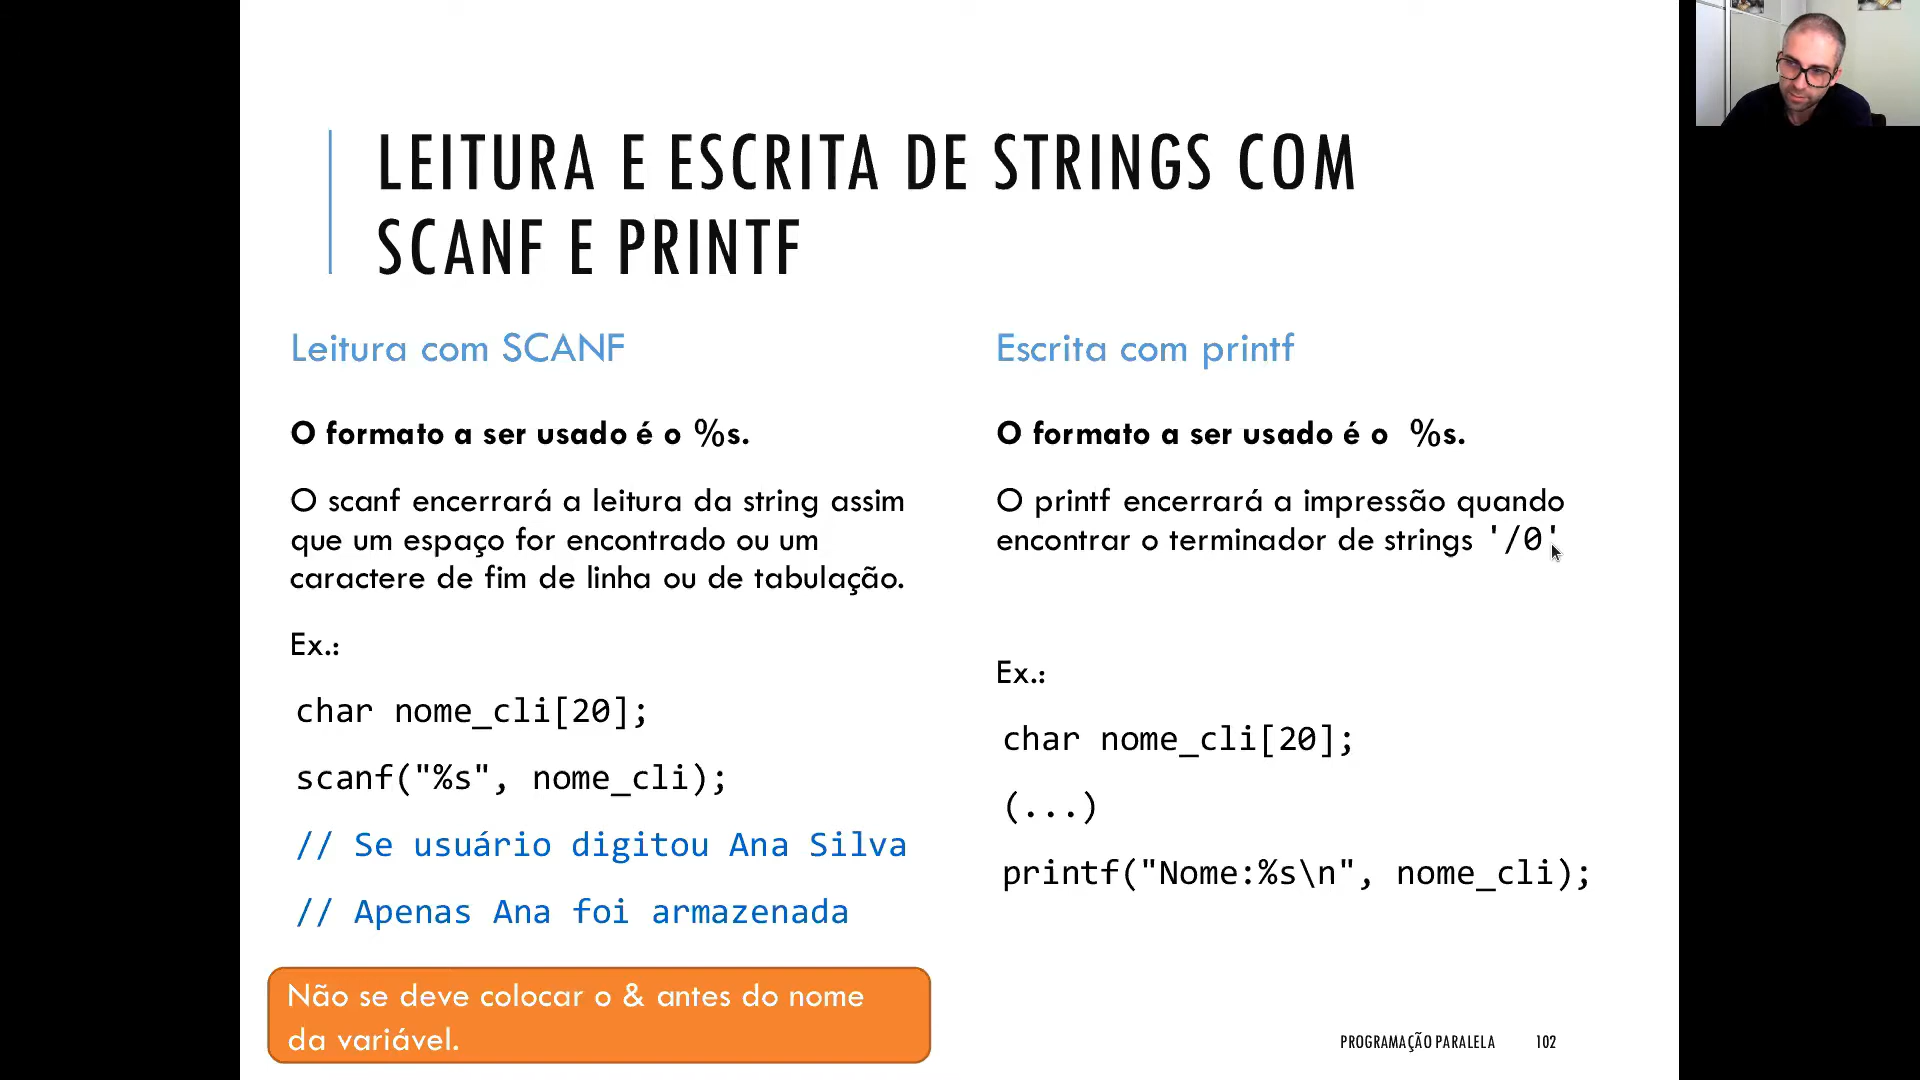 LEITURA E ESCRITA DE STRINGS COM
SCANF E PRINTF
Leitura com SCANF
O formato a ser usado é o %s.
O scanf encerrará a leitura da string assim
que um espaço for encontrado ou um
caractere de fim de linha ou de tabulação.
Ex.:
char nome_cli[20];
scanf("%s", nome_cli);
// Se usuário digitou Ana Silva
// Apenas Ana foi armazenada
Não se deve colocar o & antes do nome
da variável.
Escrita com printf
O formato a ser usado é o %s.
O printf encerrará a impressão quando
encontrar o terminador de strings '/0'
Ex.:
char nome_cli[20];
(...)
printf("Nome:%s\n", nome_cli);
PROGRAMAÇÃO PARALELA 102